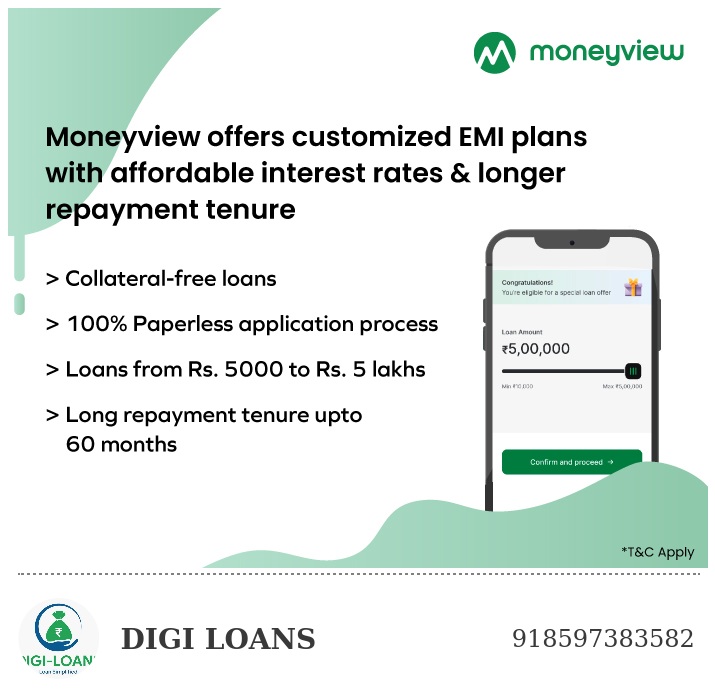 moneyview
Moneyview offers customized EMI plans
with affordable interest rates & longer
repayment tenure
> Collateral-free loans
> 100% Paperless application process
> Loans from Rs. 5000 to Rs. 5 lakhs
> Long repayment tenure upto
60 months
Congratulations!
You're eligible for a special loan offer
Loan Amount
₹5,00,000
Min ₹10,000 Max ₹5,00,000
Confirm and proceed →
*T&C Apply
₹
IGI-LOAN
Loan Simplified
DIGI LOANS 918597383582